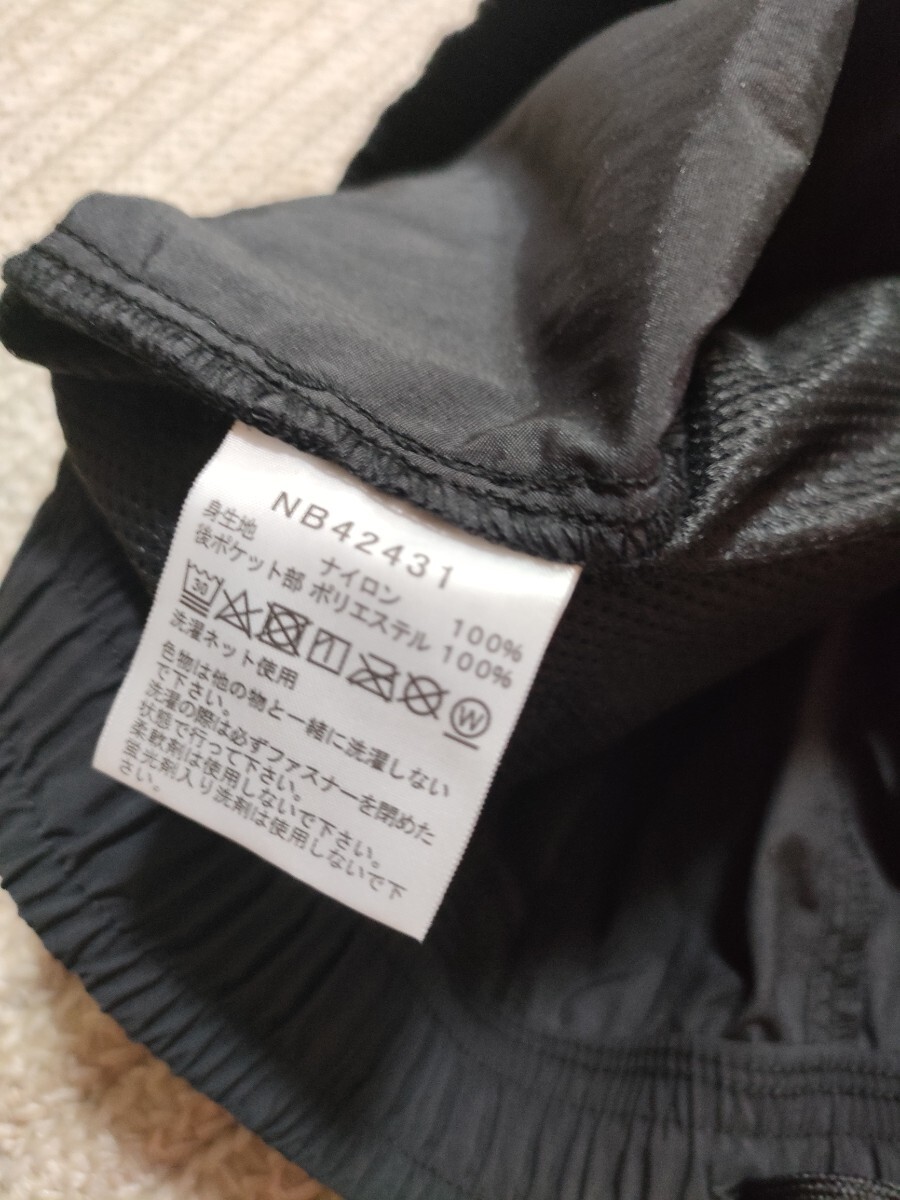 NB42431
身生地 ナイロン 100%
後ポケット部 ポリエステル 100%
30 W
洗濯ネット使用
色物は他の物と一緒に洗濯しない
で下さい。
洗濯の際は必ずファスナーを閉めた
状態で行って下さい。
柔軟剤は使用しないで下さい。
蛍光剤入り洗剤は使用しないで下
さい。